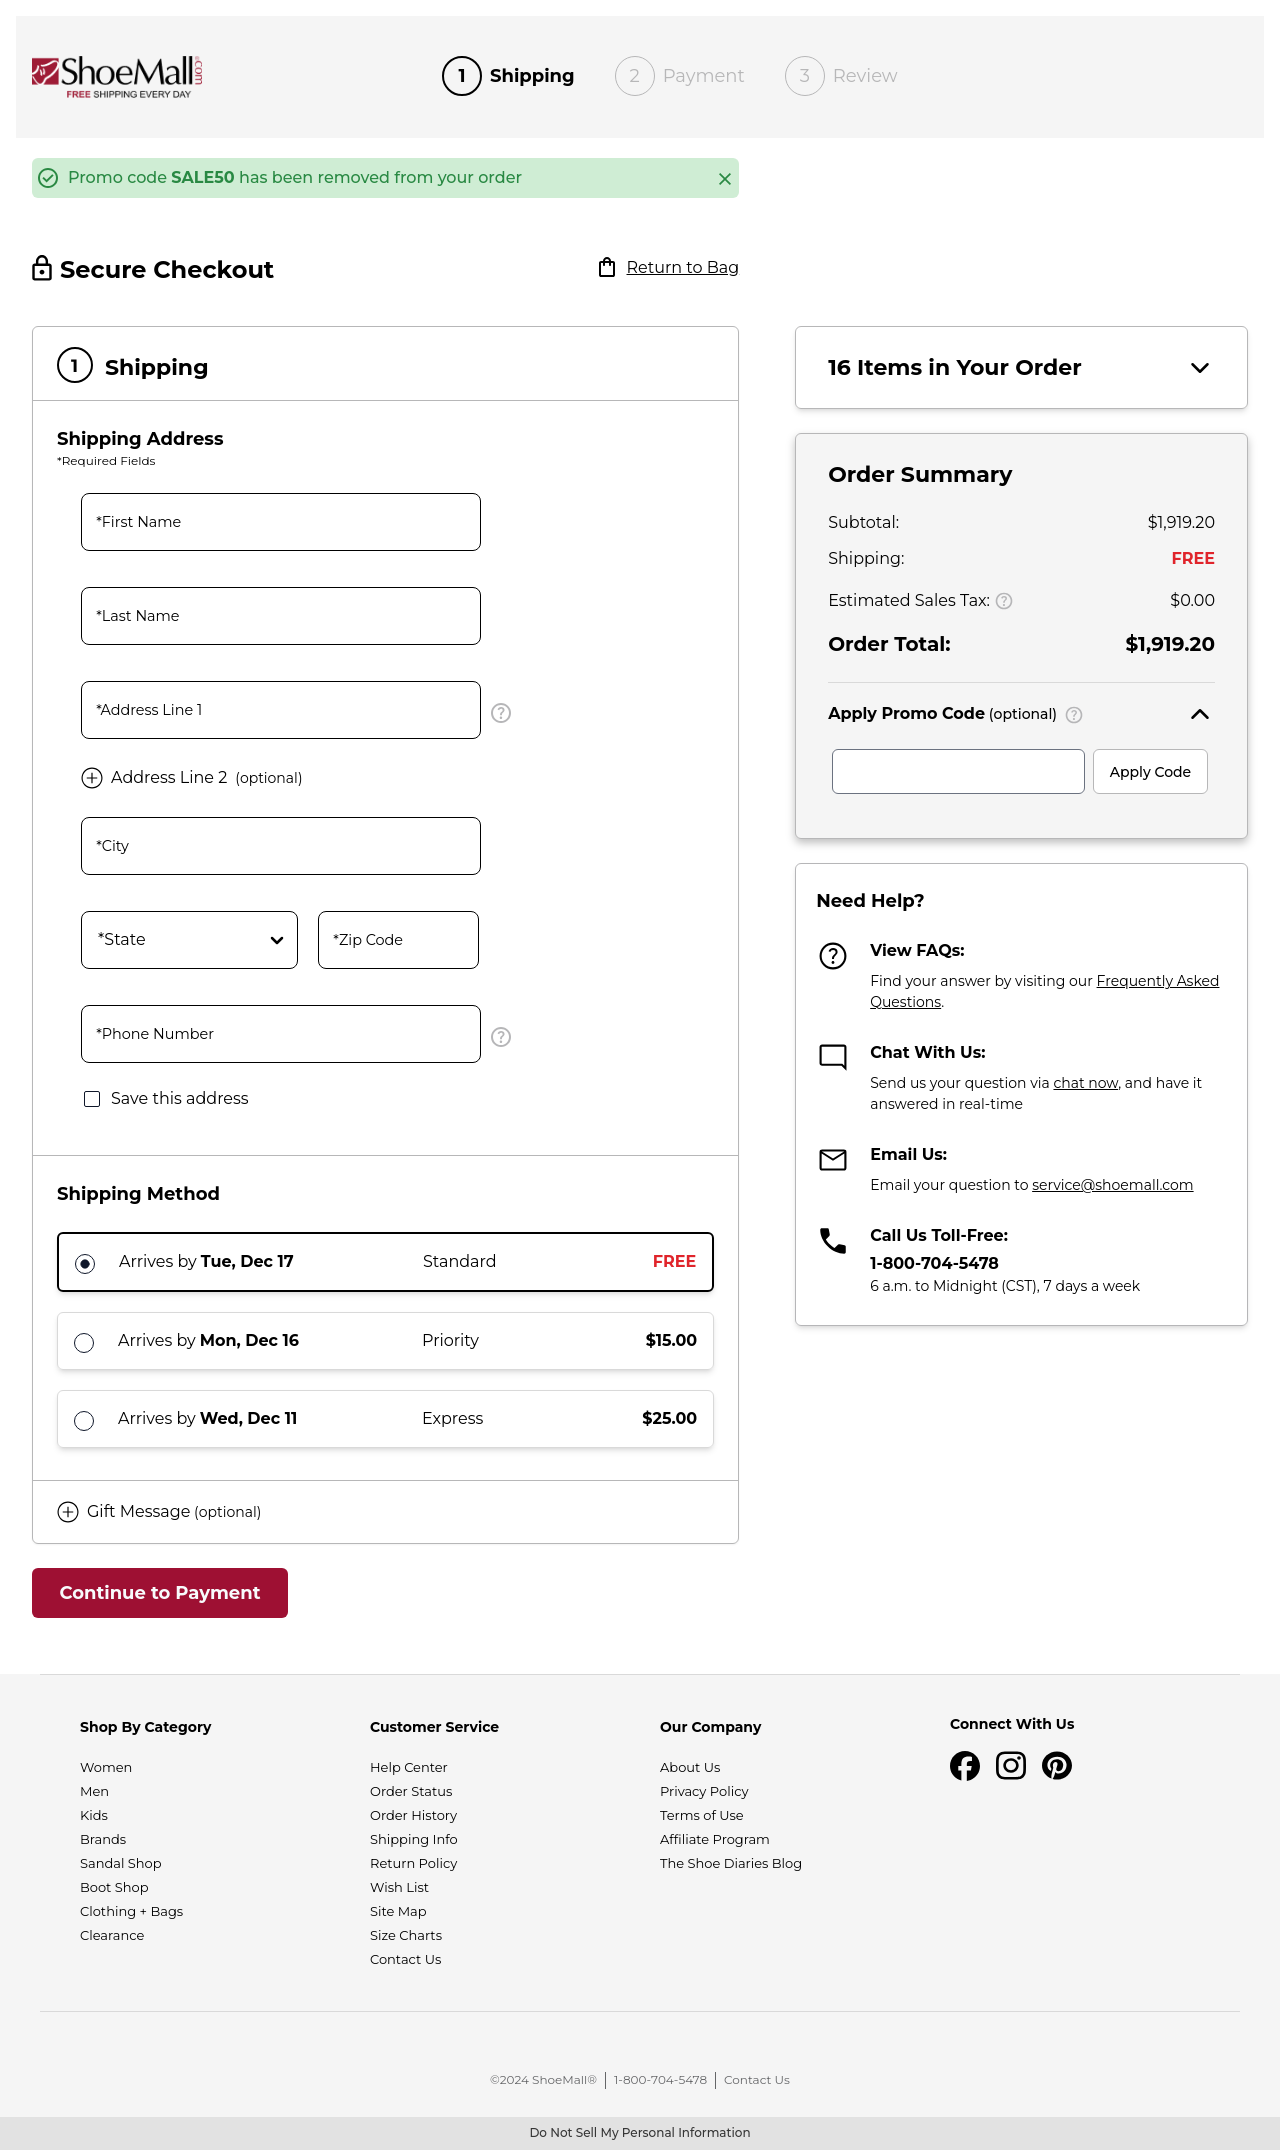 ShoeMall.com
FREE SHIPPING EVERY DAY
1 Shipping
2 Payment
3 Review
Promo code SALE50 has been removed from your order
Secure Checkout
Return to Bag
1 Shipping
Shipping Address
*Required Fields
*First Name
*Last Name
*Address Line 1
?
Address Line 2 (optional)
*City
*State
*Zip Code
*Phone Number
?
Save this address
Shipping Method
Arrives by Tue, Dec 17 Standard FREE
Arrives by Mon, Dec 16 Priority $15.00
Arrives by Wed, Dec 11 Express $25.00
Gift Message (optional)
Continue to Payment
16 Items in Your Order
Order Summary
Subtotal: $1,919.20
Shipping: FREE
Estimated Sales Tax: ? $0.00
Order Total: $1,919.20
Apply Promo Code (optional) ?
Apply Code
Need Help?
?
View FAQs:
Find your answer by visiting our Frequently Asked
Questions.
Chat With Us:
Send us your question via chat now, and have it
answered in real-time
Email Us:
Email your question to service@shoemall.com
Call Us Toll-Free:
1-800-704-5478
6 a.m. to Midnight (CST), 7 days a week
Shop By Category
Women
Men
Kids
Brands
Sandal Shop
Boot Shop
Clothing + Bags
Clearance
Customer Service
Help Center
Order Status
Order History
Shipping Info
Return Policy
Wish List
Site Map
Size Charts
Contact Us
Our Company
About Us
Privacy Policy
Terms of Use
Affiliate Program
The Shoe Diaries Blog
Connect With Us
©2024 ShoeMall® | 1-800-704-5478 | Contact Us
Do Not Sell My Personal Information